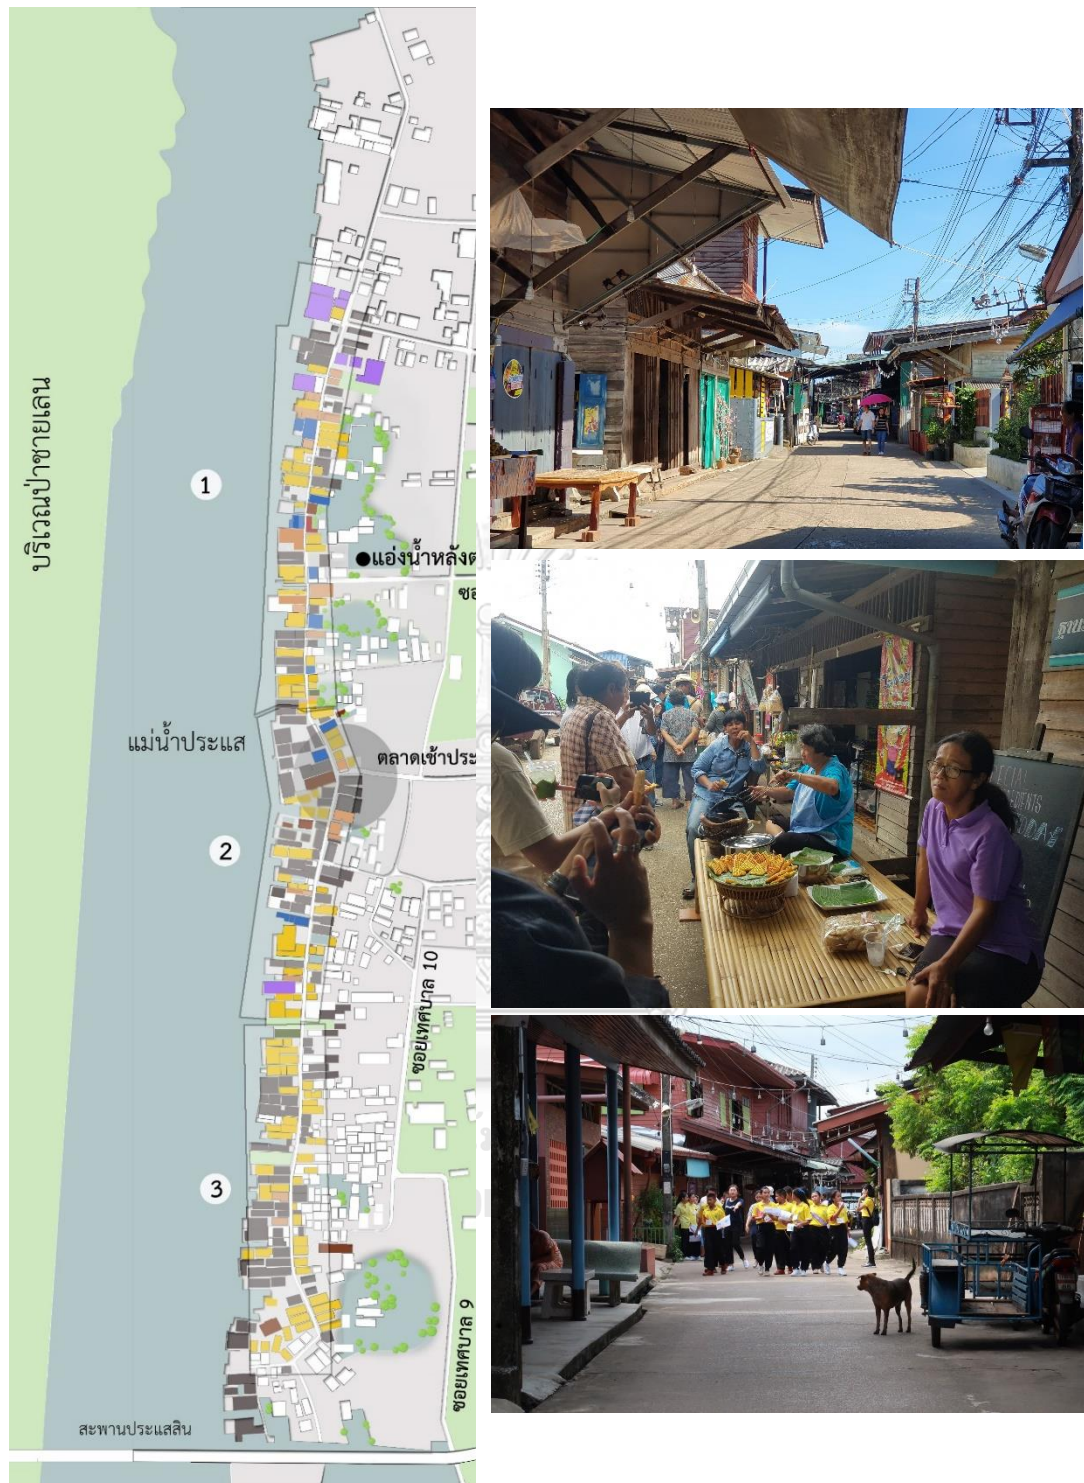 บริเวณป่าชายเลน
1
●แอ่งน้ำหลังต
ซอ
แม่น้ำประแส
ตลาดเช้าประ
2
ซอยเทศบาล 10
3
ซอยเทศบาล 9
สะพานประแสสิน
ECIAL